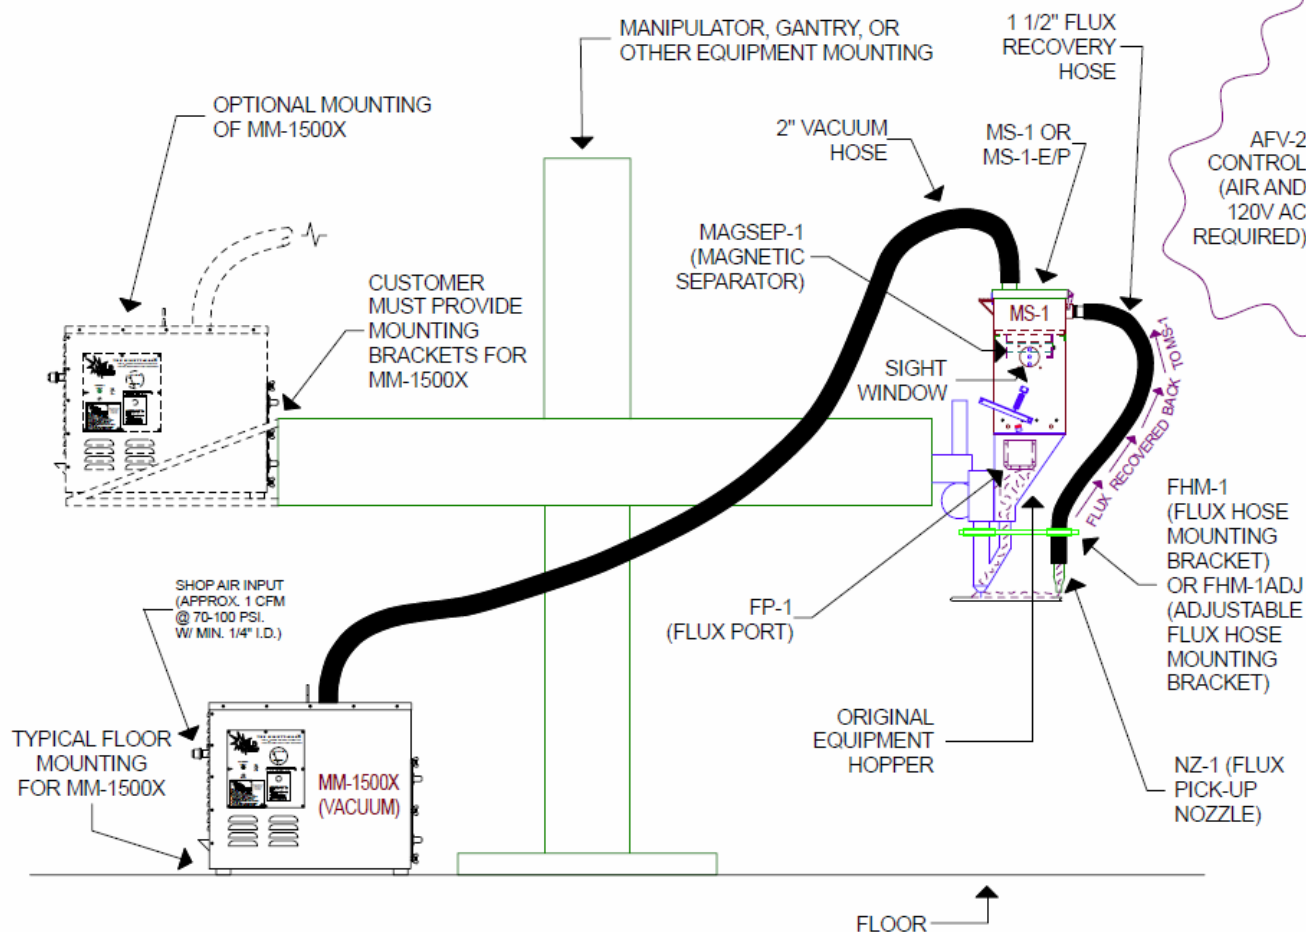 MANIPULATOR, GANTRY, OR
OTHER EQUIPMENT MOUNTING
1 1/2" FLUX
RECOVERY
HOSE
OPTIONAL MOUNTING
OF MM-1500X
2" VACUUM
HOSE
MS-1 OR
MS-1-E/P
AFV-2
CONTROL
(AIR AND
120V AC
REQUIRED)
MAGSEP-1
(MAGNETIC
SEPARATOR)
CUSTOMER
MUST PROVIDE
MOUNTING
BRACKETS FOR
MM-1500X
MS-1
SIGHT
WINDOW
FLUX RECOVERED BACK TO MS-1
FHM-1
(FLUX HOSE
MOUNTING
BRACKET)
OR FHM-1ADJ
(ADJUSTABLE
FLUX HOSE
MOUNTING
BRACKET)
SHOP AIR INPUT
(APPROX. 1 CFM
@ 70-100 PSI.
W/ MIN. 1/4" I.D.)
FP-1
(FLUX PORT)
TYPICAL FLOOR
MOUNTING
FOR MM-1500X
MM-1500X
(VACUUM)
ORIGINAL
EQUIPMENT
HOPPER
NZ-1 (FLUX
PICK-UP
NOZZLE)
FLOOR